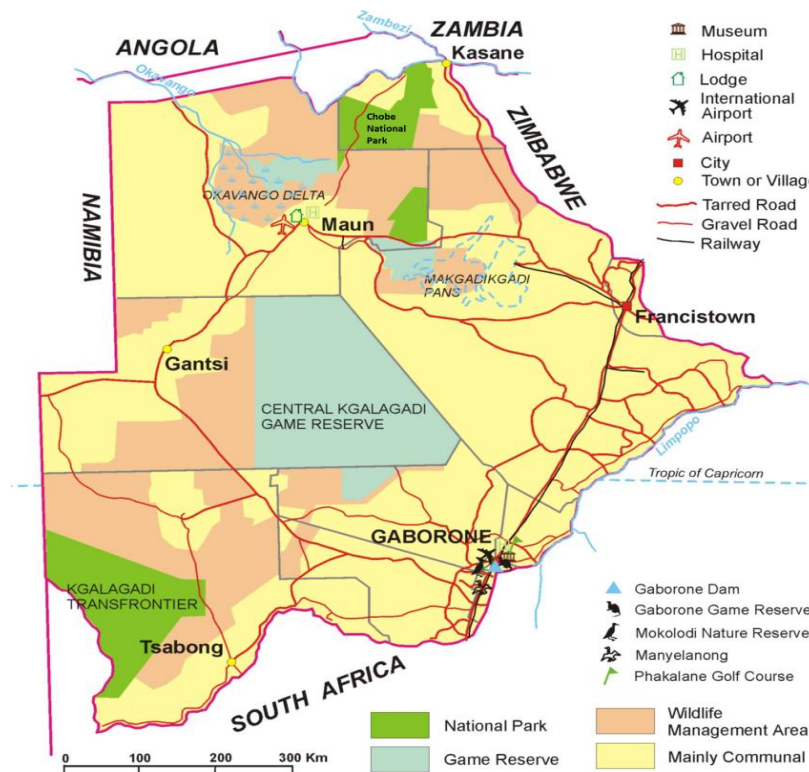 ANGOLA
ZAMBIA
Zambezi
Kasane
Okavango
Chobe
National
Park
ZIMBABWE
NAMIBIA
OKAVANGO DELTA
H
Maun
MAKGADIKGADI
PANS
Francistown
Gantsi
CENTRAL KGALAGADI
GAME RESERVE
Limpopo
Tropic of Capricorn
GABORONE
KGALAGADI
TRANSFRONTIER
Tsabong
SOUTH AFRICA
Museum
H
Hospital
Lodge
International
Airport
Airport
City
Town or Village
Tarred Road
Gravel Road
Railway
Gaborone Dam
Gaborone Game Reserve
Mokolodi Nature Reserve
Manyelanong
Phakalane Golf Course
National Park
Game Reserve
Wildlife
Management Area
Mainly Communal
0 100 200 300 Km